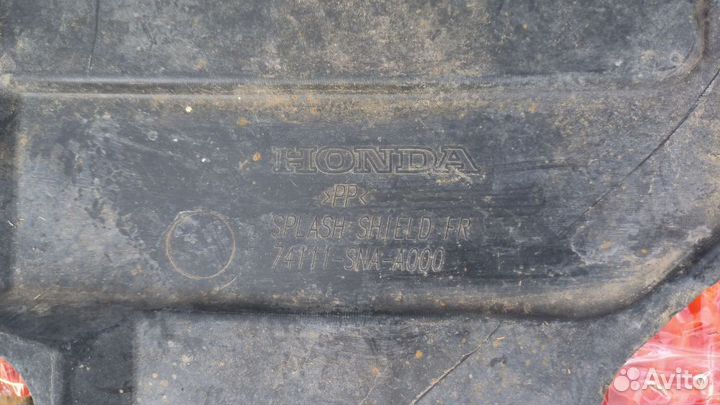 HONDA
>PP<
SPLASH SHIELD FR
74111-SNA-A000
Avito